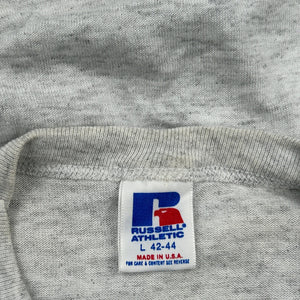 RUSSELL
ATHLETIC
L 42-44
MADE IN U.S.A.
FOR CARE & CONTENT SEE REVERSE